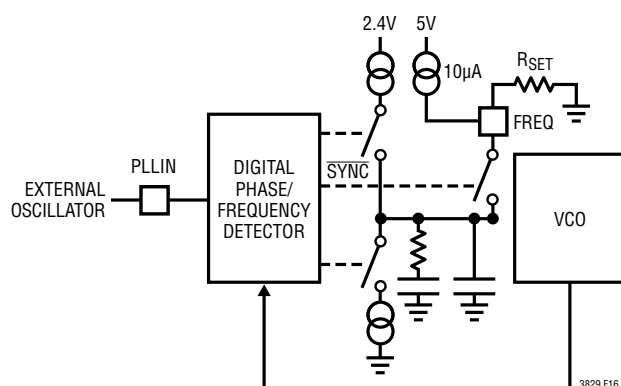 2.4V
5V
10µA
RSET
FREQ
PLLIN
EXTERNAL
OSCILLATOR
DIGITAL
PHASE/
FREQUENCY
DETECTOR
SYNC
VCO
3829 F16